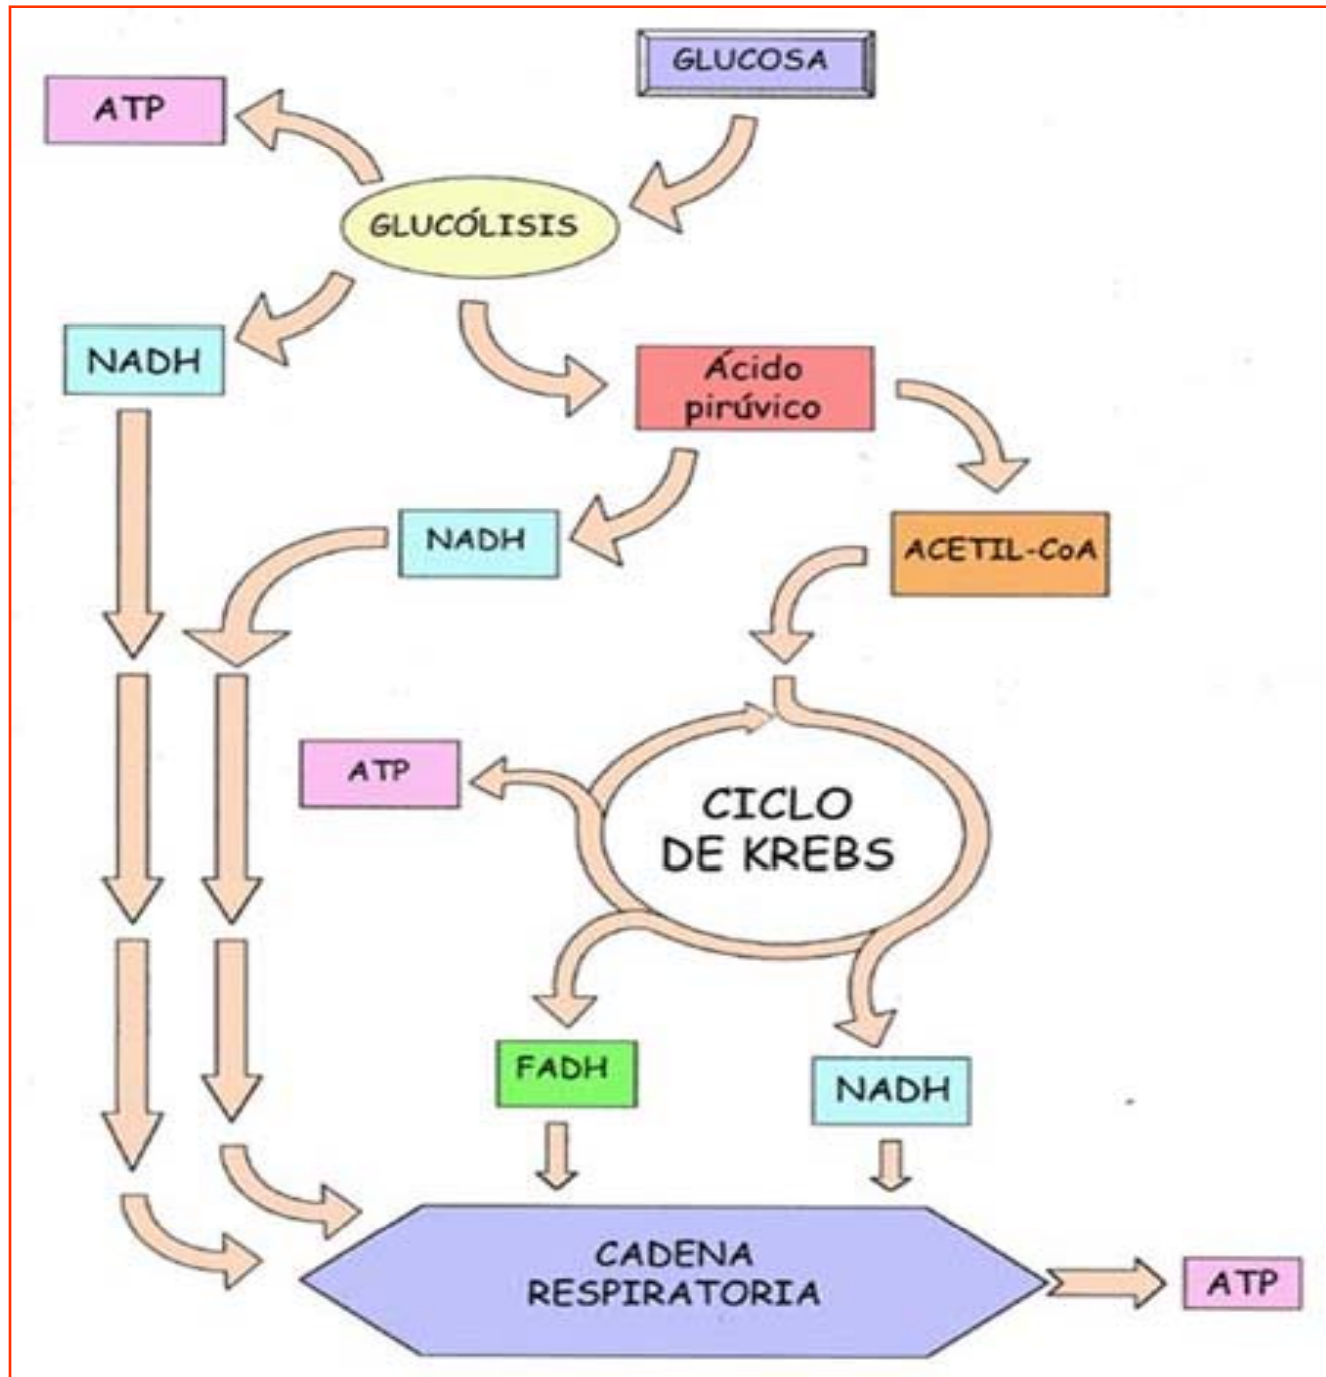 GLUCOSA
ATP
GLUCÓLISIS
NADH
Ácido
pirúvico
NADH
ACETIL-CoA
ATP
CICLO
DE KREBS
FADH
NADH
CADENA
RESPIRATORIA
ATP